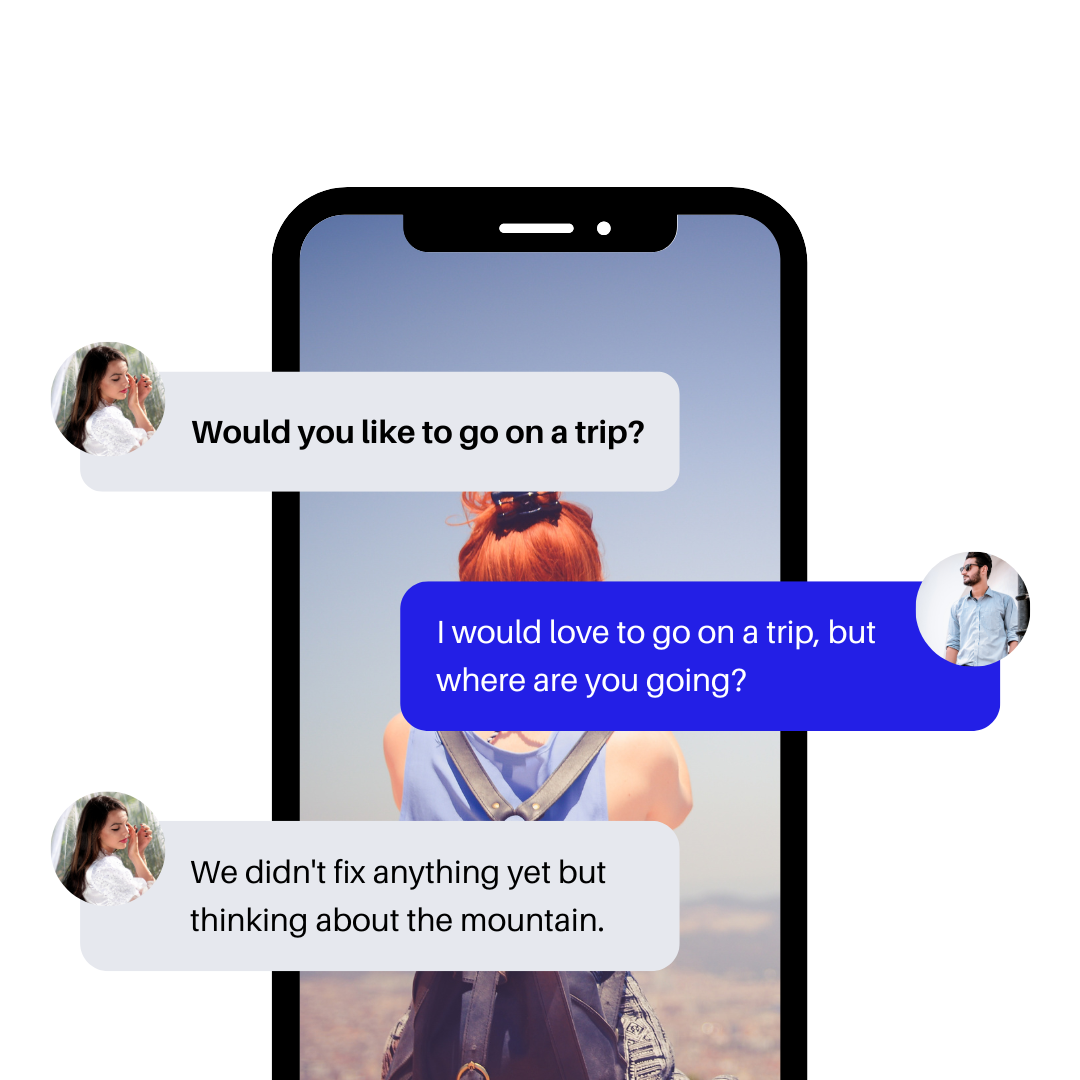 Would you like to go on a trip?
I would love to go on a trip, but
where are you going?
We didn't fix anything yet but
thinking about the mountain.